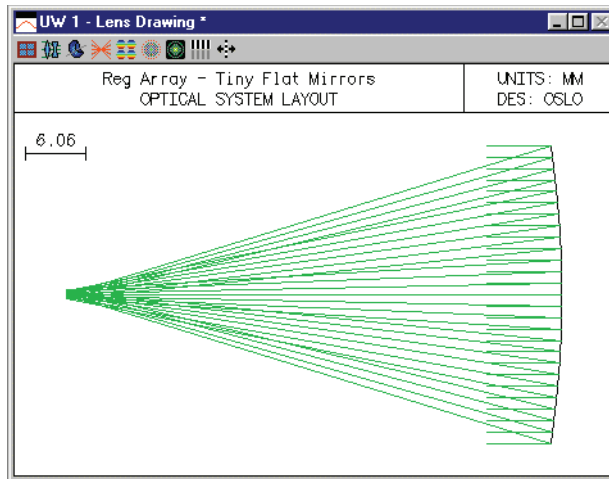 UW 1 - Lens Drawing *
Reg Array - Tiny Flat Mirrors
OPTICAL SYSTEM LAYOUT
UNITS: MM
DES: OSLO
6.06